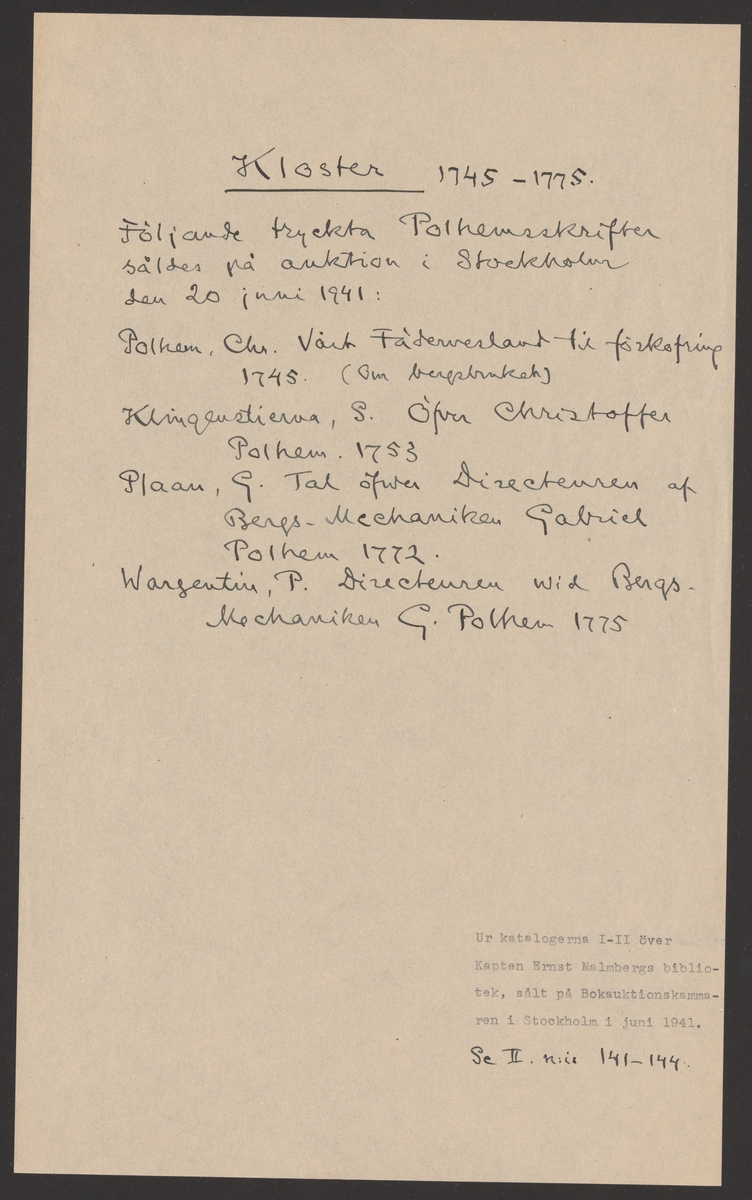 Kloster 1745-1775.
Följande tryckta Polhemsskrifter
såldes på auktion i Stockholm
den 20 juni 1941:
Polhem, Chr. Vårt Fädernesland til förkofring
1745. (Om bergsbruket)
Klingenstierna, S. Öfver Christoffer
Polhem. 1753
Plaan, G. Tal öfwer Directeuren af
Bergs-Mechaniken Gabriel
Polhem 1772.
Wargentin, P. Directeuren wid Bergs-
Mechaniken G. Polhem 1775
Ur katalogerna I-II över
Kapten Ernst Malmbergs biblio-
tek, sålt på Bokauktionskamma-
ren i Stockholm i juni 1941.
Se II. n:is 141-144.